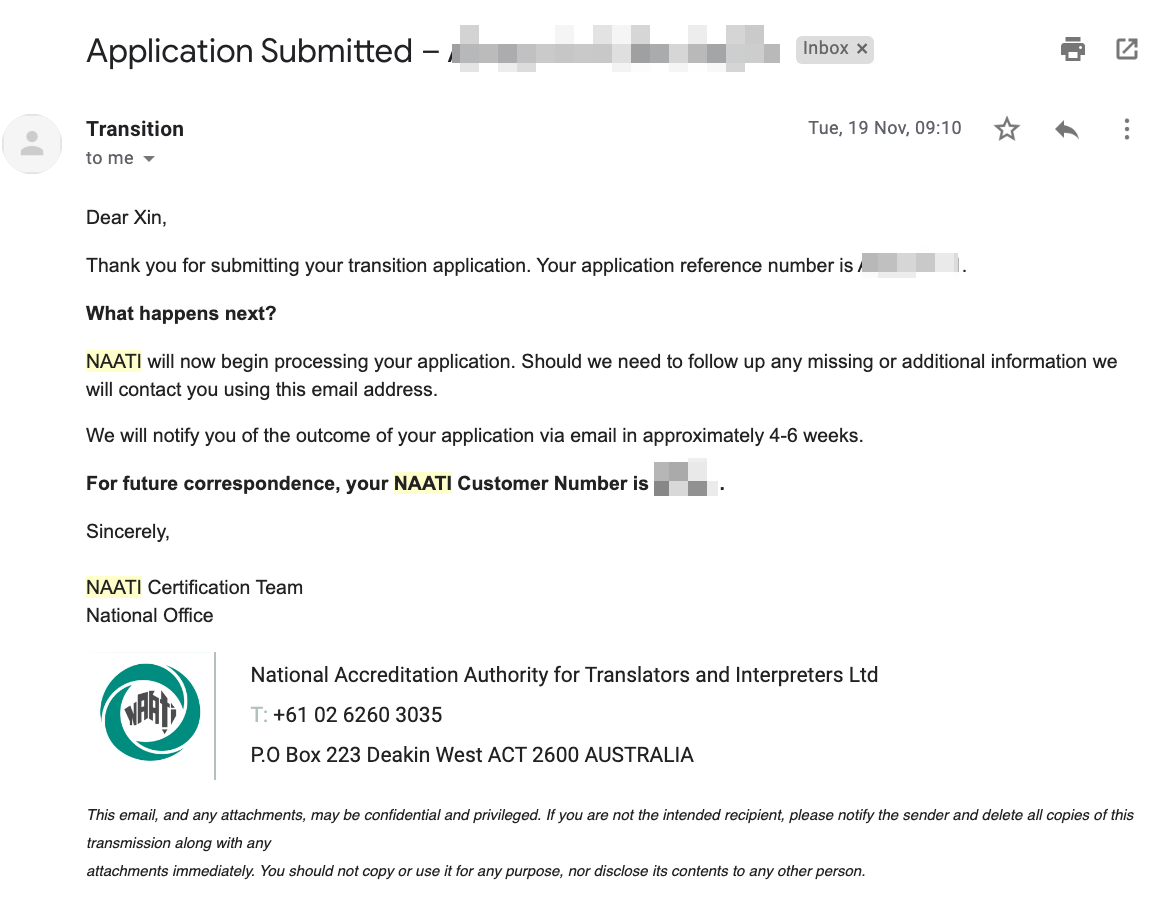 Application Submitted –
Inbox ×
Transition
Tue, 19 Nov, 09:10
to me
Dear Xin,
Thank you for submitting your transition application. Your application reference number is .
What happens next?
NAATI will now begin processing your application. Should we need to follow up any missing or additional information we
will contact you using this email address.
We will notify you of the outcome of your application via email in approximately 4-6 weeks.
For future correspondence, your NAATI Customer Number is .
Sincerely,
NAATI Certification Team
National Office
NAATI
National Accreditation Authority for Translators and Interpreters Ltd
T: +61 02 6260 3035
P.O Box 223 Deakin West ACT 2600 AUSTRALIA
This email, and any attachments, may be confidential and privileged. If you are not the intended recipient, please notify the sender and delete all copies of this
transmission along with any
attachments immediately. You should not copy or use it for any purpose, nor disclose its contents to any other person.